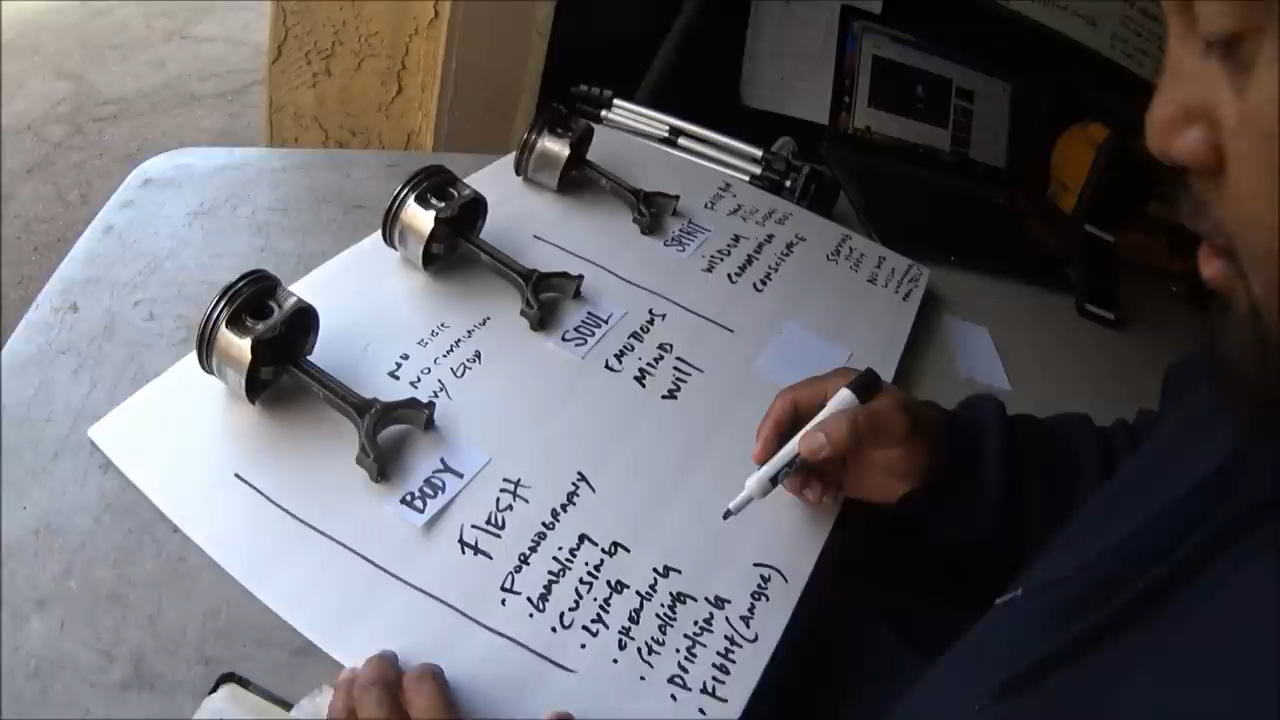 SPIRIT
WISDOM
COMMUNION
CONSCIENCE
SOUL
EMOTIONS
MIND
Will
NO BIBLE
NO COMMUNION
W/ GOD
BODY
FLESH
• PORNOGRAPHY
• Gambling
• CURSING
• LYING
• CHEATING
• STEALING
• DRINKING
• FIGHT (ANGER)